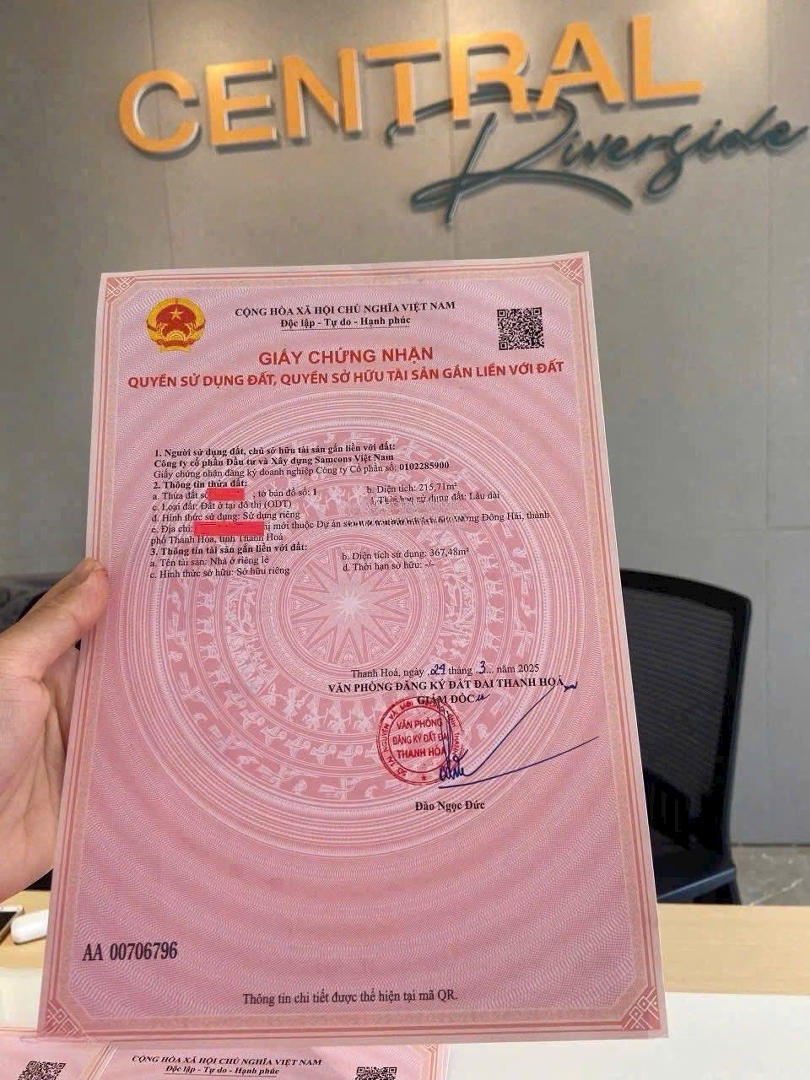 CENTRAL
Riverside
CỘNG HÒA XÃ HỘI CHỦ NGHĨA VIỆT NAM
Độc lập - Tự do - Hạnh phúc
GIẤY CHỨNG NHẬN
QUYỀN SỬ DỤNG ĐẤT, QUYỀN SỞ HỮU TÀI SẢN GẮN LIỀN VỚI ĐẤT
1. Người sử dụng đất, chủ sở hữu tài sản gắn liền với đất:
Công ty cổ phần Đầu tư và Xây dựng Samcons Việt Nam
Giấy chứng nhận đăng ký doanh nghiệp Công ty Cổ phần số: 0102285900
2. Thông tin thửa đất:
a. Thửa đất số ; tờ bản đồ số: 1 b. Diện tích: 215,71m²
c. Loại đất: Đất ở tại đô thị (ODT) sử dụng đất: Lâu dài
d. Hình thức sử dụng: Sử dụng riêng
e. Địa chỉ: mới thuộc Dự án Đông Hải, thành
phố Thanh Hóa, tỉnh Thanh Hoá
3. Thông tin tài sản gắn liền với đất:
a. Tên tài sản: Nhà ở riêng lẻ b. Diện tích sử dụng: 367,48m²
c. Hình thức sở hữu: Sở hữu riêng d. Thời hạn sở hữu: -/-
Thanh Hoá, ngày 24 tháng 3 năm 2025
VĂN PHÒNG ĐĂNG KÝ ĐẤT ĐAI THANH HOÁ
GIÁM ĐỐC
VĂN PHÒNG
ĐĂNG KÝ ĐẤT ĐAI
THANH HÓA
Đào Ngọc Đức
AA 00706796
Thông tin chi tiết được thể hiện tại mã QR.
CỘNG HÒA XÃ HỘI CHỦ NGHĨA VIỆT NAM
Độc lập - Tự do - Hạnh phúc